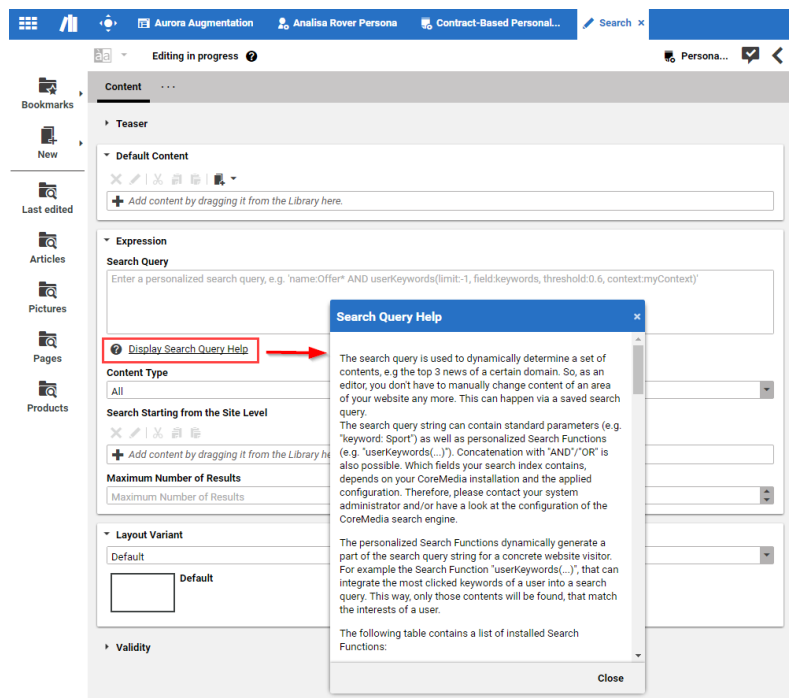 Aurora Augmentation
Analisa Rover Persona
Contract-Based Personal...
Search ×
āa
Editing in progress
Persona...
Bookmarks
New
Last edited
Articles
Pictures
Pages
Products
Content ...
Teaser
Default Content
Add content by dragging it from the Library here.
Expression
Search Query
Enter a personalized search query, e.g. 'name:Offer* AND userKeywords(limit:-1, field:keywords, threshold:0.6, context:myContext)'
Display Search Query Help
Content Type
All
Search Starting from the Site Level
Add content by dragging it from the Library he
Maximum Number of Results
Maximum Number of Results
Layout Variant
Default
Default
Validity
Search Query Help ×
The search query is used to dynamically determine a set of
contents, e.g the top 3 news of a certain domain. So, as an
editor, you don't have to manually change content of an area
of your website any more. This can happen via a saved search
query.
The search query string can contain standard parameters (e.g.
"keyword: Sport") as well as personalized Search Functions
(e.g. "userKeywords(...)"). Concatenation with "AND"/"OR" is
also possible. Which fields your search index contains,
depends on your CoreMedia installation and the applied
configuration. Therefore, please contact your system
administrator and/or have a look at the configuration of the
CoreMedia search engine.
The personalized Search Functions dynamically generate a
part of the search query string for a concrete website visitor.
For example the Search Function "userKeywords(...)", that can
integrate the most clicked keywords of a user into a search
query. This way, only those contents will be found, that match
the interests of a user.
The following table contains a list of installed Search
Functions:
Close